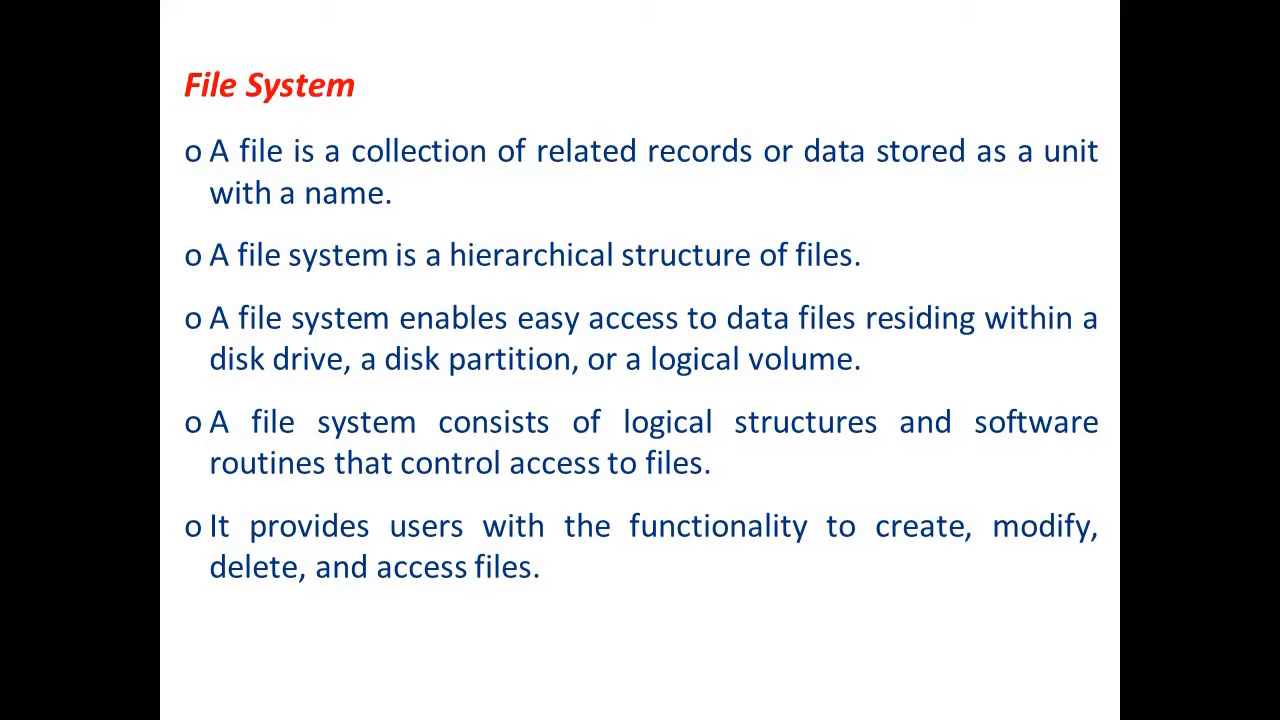 File System
o A file is a collection of related records or data stored as a unit
with a name.
o A file system is a hierarchical structure of files.
o A file system enables easy access to data files residing within a
disk drive, a disk partition, or a logical volume.
o A file system consists of logical structures and software
routines that control access to files.
o It provides users with the functionality to create, modify,
delete, and access files.